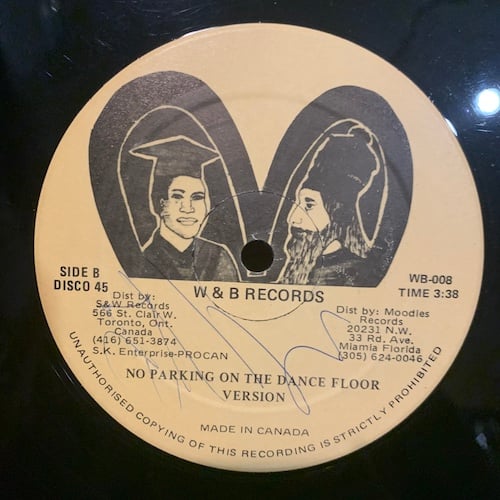 W & B RECORDS
SIDE B
DISCO 45
WB-008
TIME 3:38
Dist by:
S&W Records
566 St. Clair W.
Toronto, Ont.
Canada
(416) 651-3874
S.K. Enterprise-PROCAN
Dist by: Moodies
Records
20231 N.W.
33 Rd. Ave.
Miamia Florida
(305) 624-0046
NO PARKING ON THE DANCE FLOOR
VERSION
MADE IN CANADA
UNAUTHORISED COPYING OF THIS RECORDING IS STRICTLY PROHIBITED